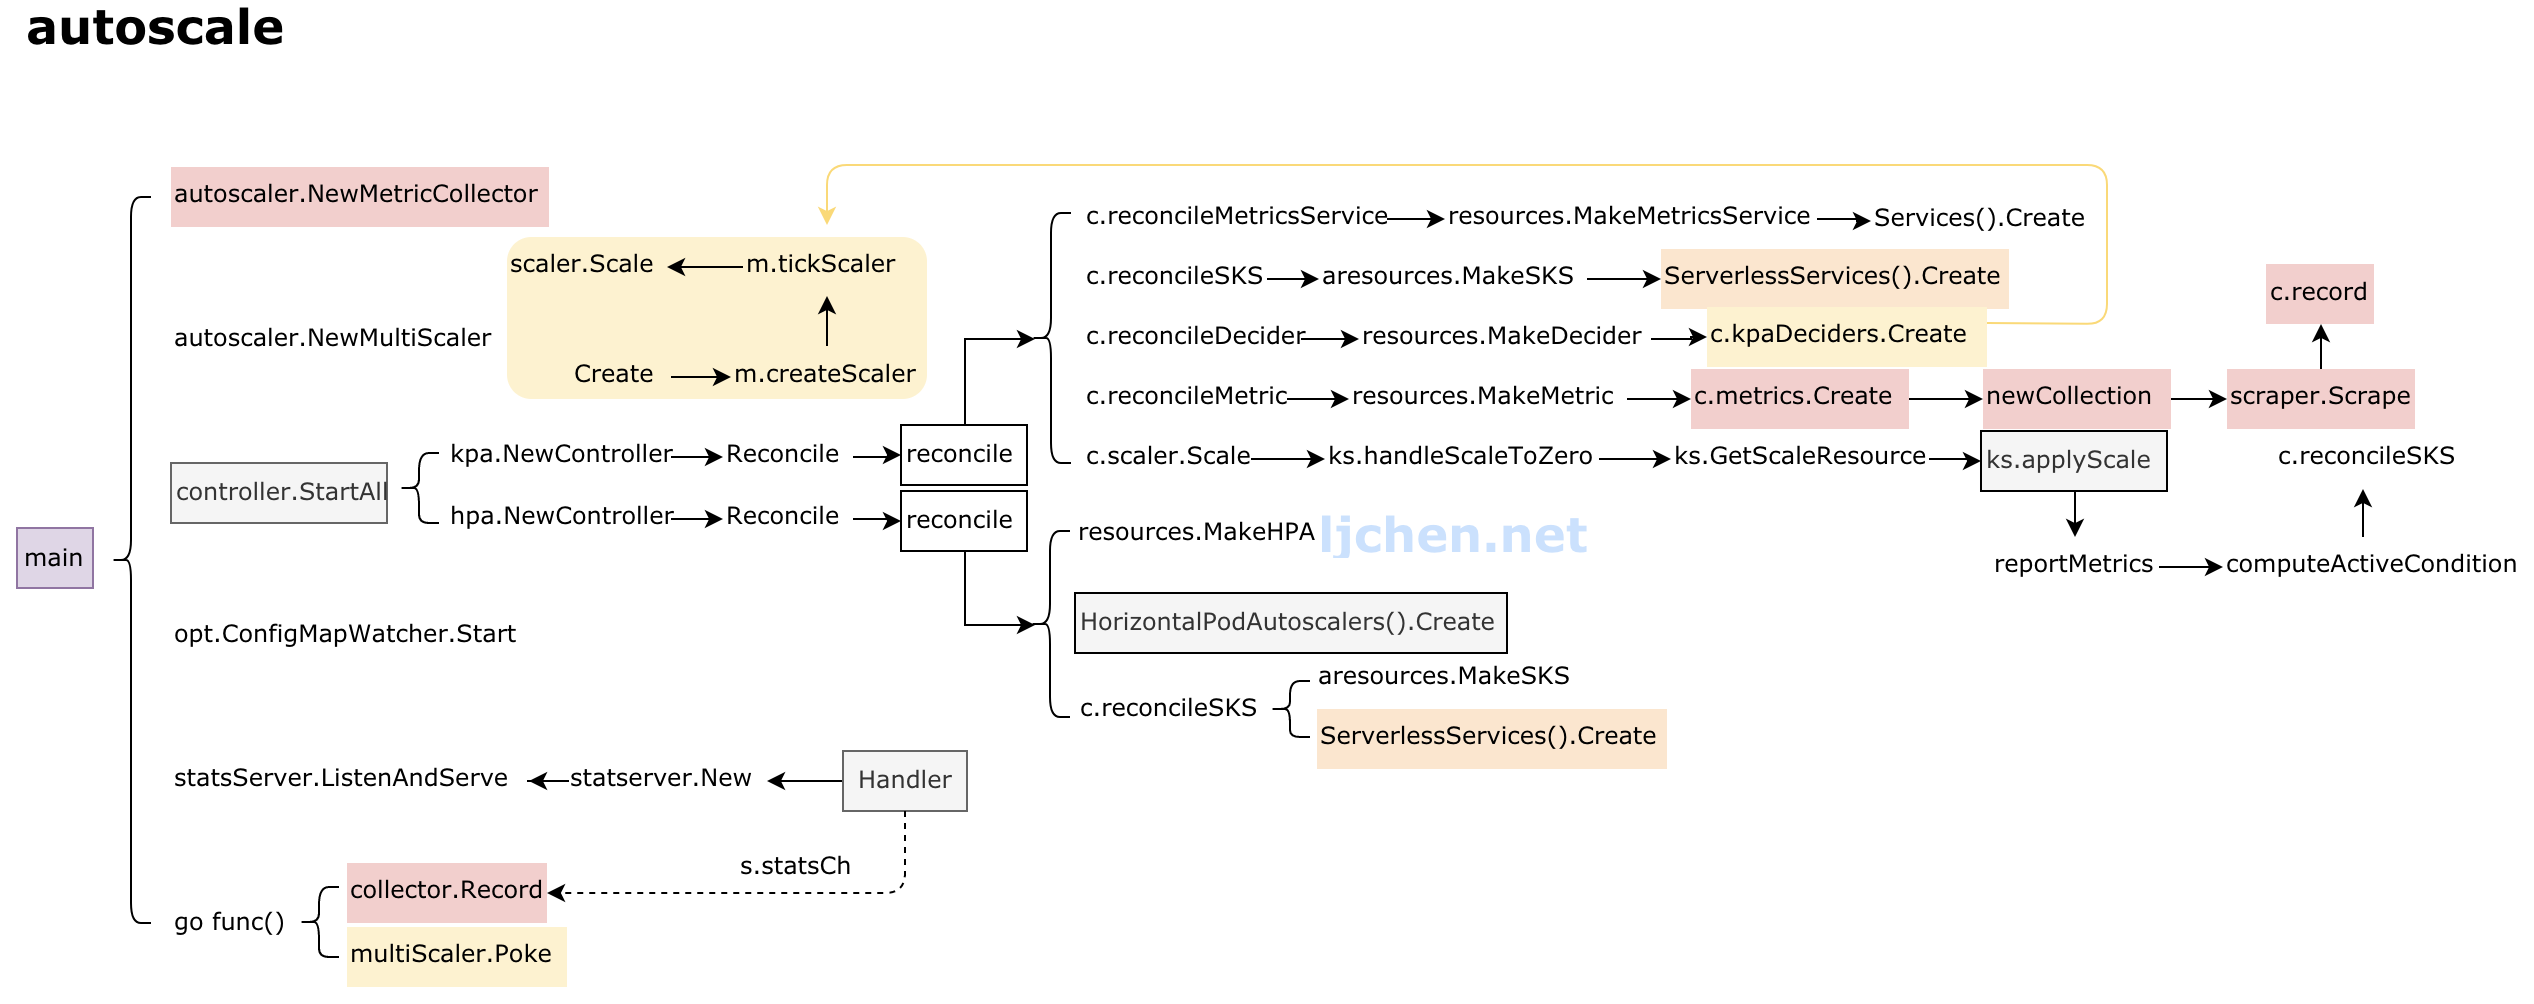 autoscale
autoscaler.NewMetricCollector
c.reconcileMetricsService
resources.MakeMetricsService
Services().Create
scaler.Scale
m.tickScaler
c.reconcileSKS
aresources.MakeSKS
ServerlessServices().Create
c.record
autoscaler.NewMultiScaler
c.reconcileDecider
resources.MakeDecider
c.kpaDeciders.Create
Create
m.createScaler
c.reconcileMetric
resources.MakeMetric
c.metrics.Create
newCollection
scraper.Scrape
kpa.NewController
Reconcile
reconcile
c.scaler.Scale
ks.handleScaleToZero
ks.GetScaleResource
ks.applyScale
c.reconcileSKS
controller.StartAll
hpa.NewController
Reconcile
reconcile
resources.MakeHPA
ljchen.net
main
reportMetrics
computeActiveCondition
HorizontalPodAutoscalers().Create
opt.ConfigMapWatcher.Start
aresources.MakeSKS
c.reconcileSKS
ServerlessServices().Create
statsServer.ListenAndServe
statserver.New
Handler
s.statsCh
collector.Record
go func()
multiScaler.Poke